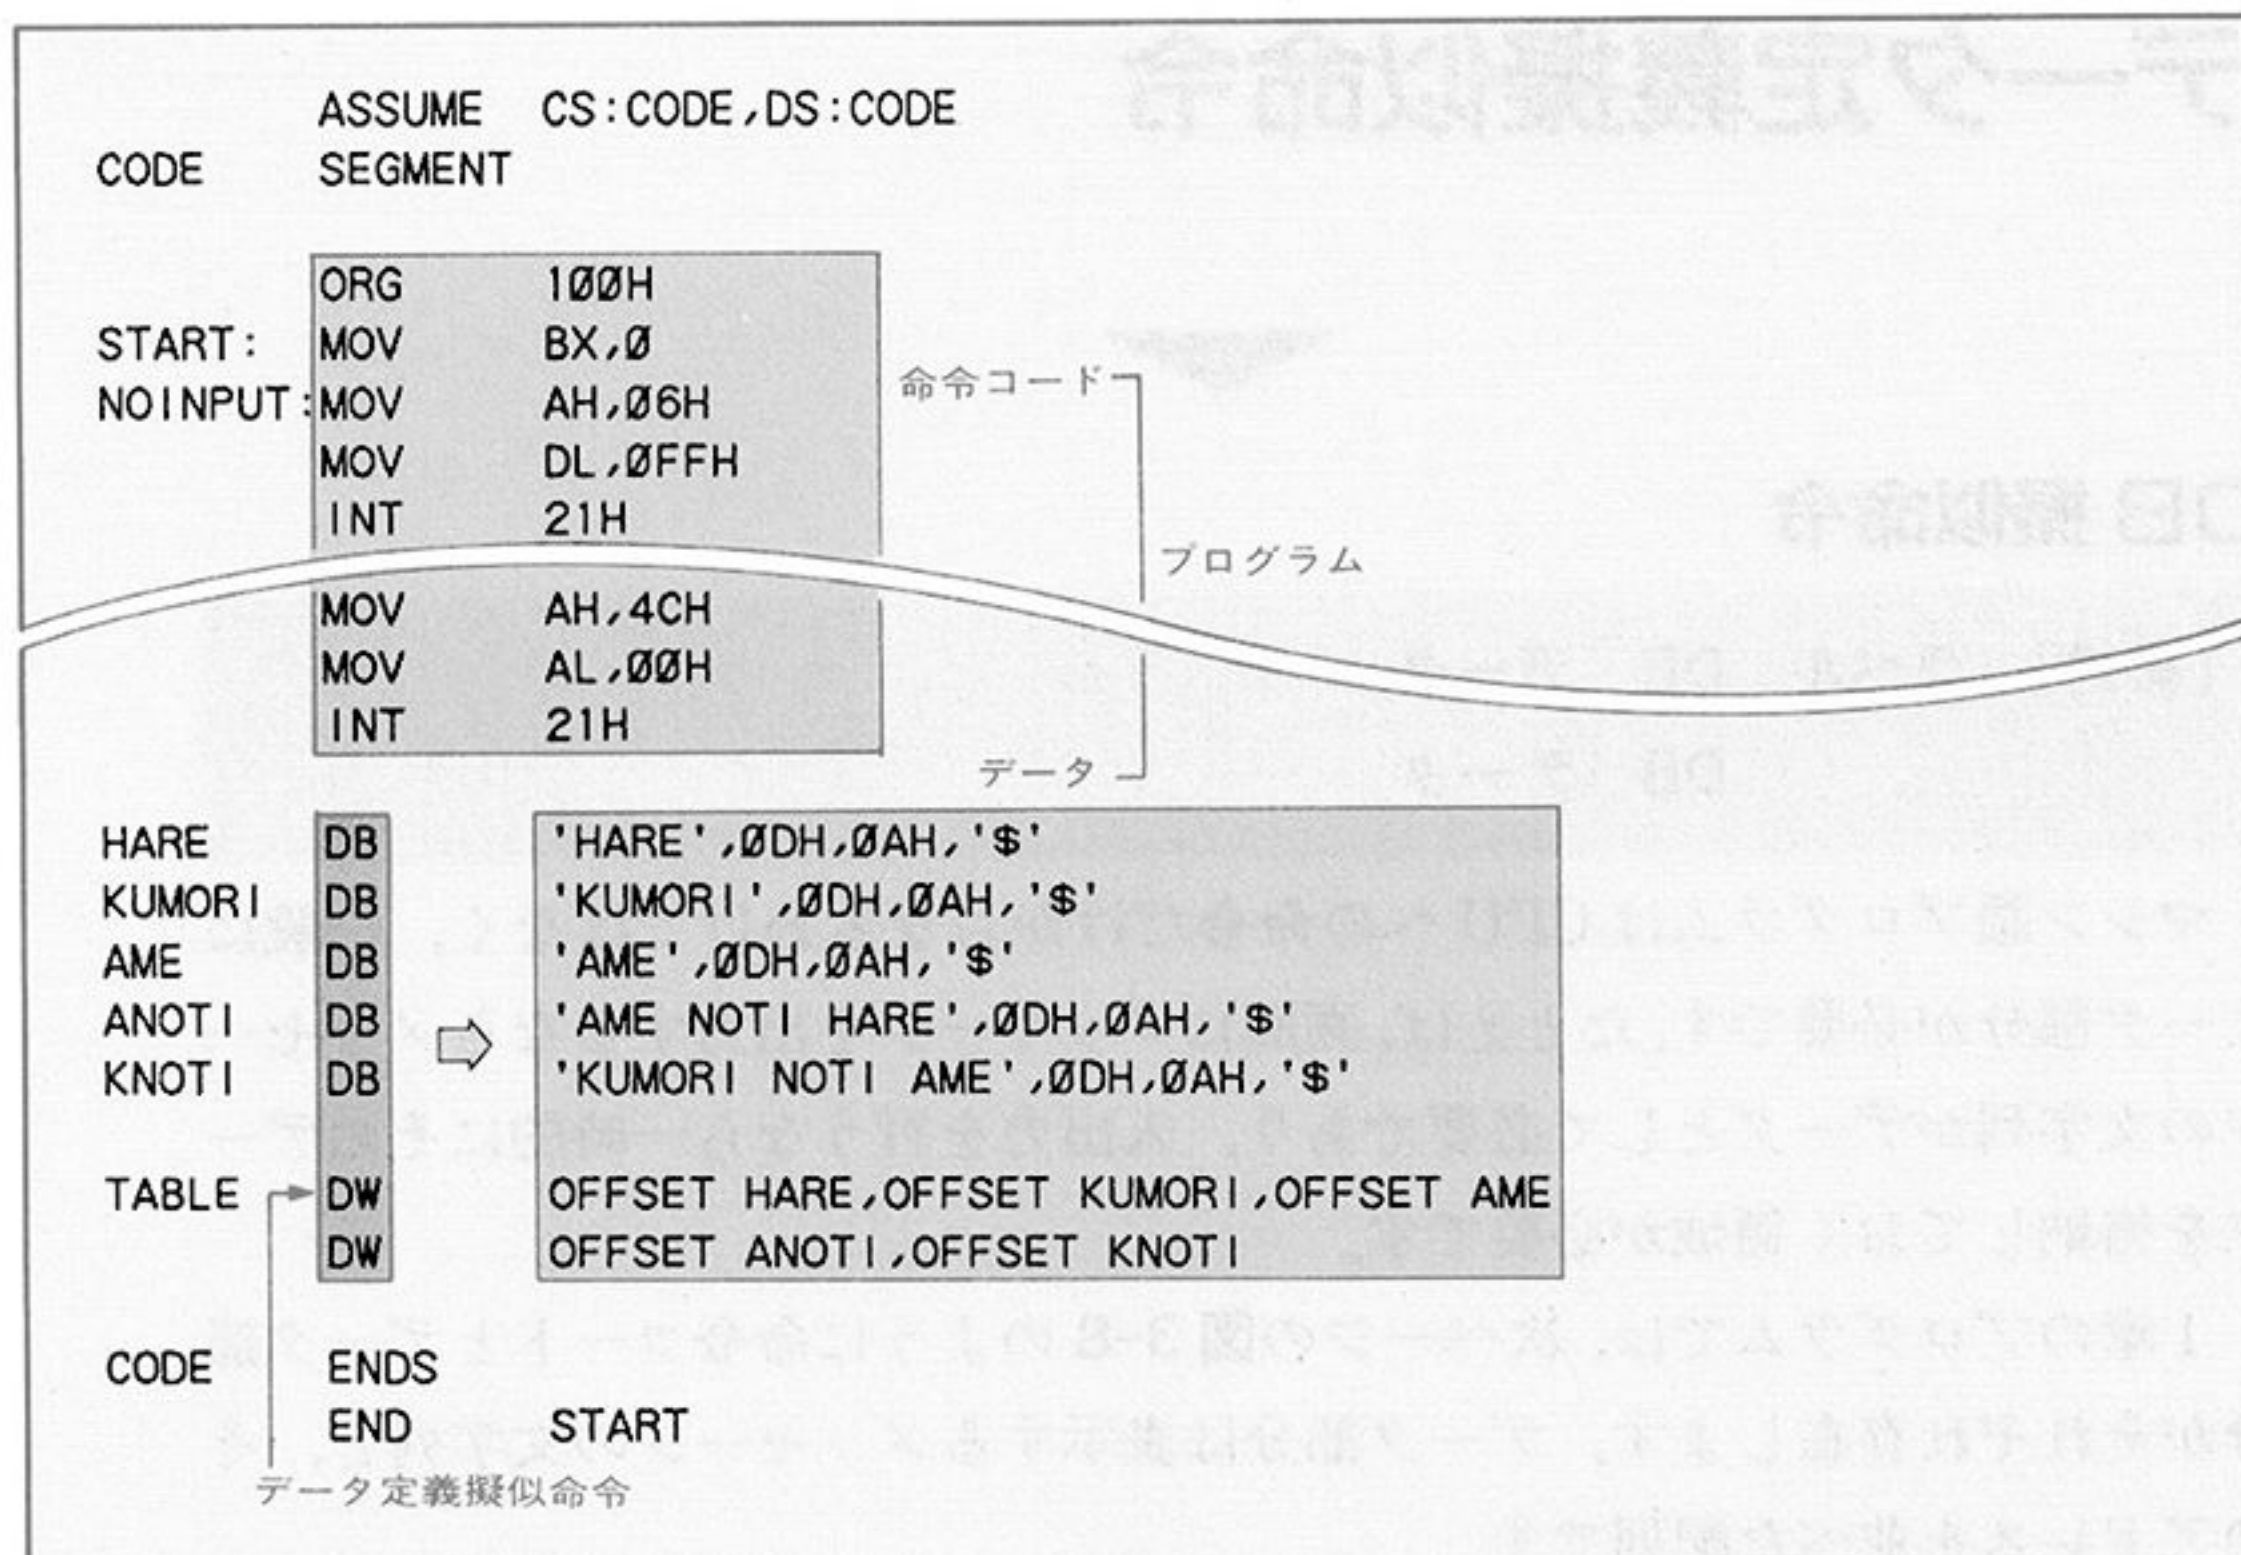 ASSUME CS:CODE,DS:CODE
CODE SEGMENT
ORG 100H
START: MOV BX,0
NOINPUT:MOV AH,06H
命令コード
MOV DL,0FFH
INT 21H
プログラム
MOV AH,4CH
MOV AL,00H
INT 21H
データ
HARE DB 'HARE',0DH,0AH,'$'
KUMORI DB 'KUMORI',0DH,0AH,'$'
AME DB 'AME',0DH,0AH,'$'
ANOTI DB 'AME NOTI HARE',0DH,0AH,'$'
KNOTI DB 'KUMORI NOTI AME',0DH,0AH,'$'
TABLE DW OFFSET HARE,OFFSET KUMORI,OFFSET AME
DW OFFSET ANOTI,OFFSET KNOTI
CODE ENDS
END START
データ定義擬似命令